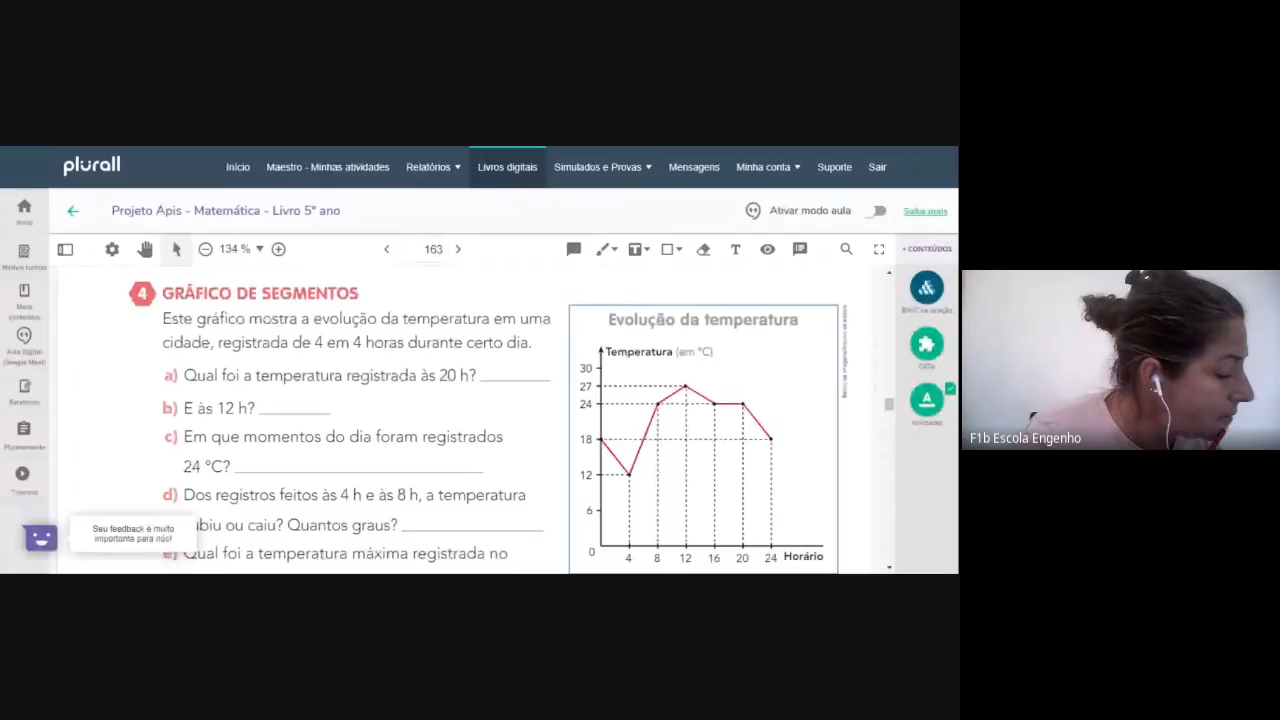 plurall
Início Maestro - Minhas atividades Relatórios Livros digitais Simulados e Provas Mensagens Minha conta Suporte Sair
Projeto Apis - Matemática - Livro 5° ano
Ativar modo aula
Saiba mais
134 %
163
+ CONTEÚDOS
4 GRÁFICO DE SEGMENTOS
Este gráfico mostra a evolução da temperatura em uma
cidade, registrada de 4 em 4 horas durante certo dia.
a) Qual foi a temperatura registrada às 20 h?
b) E às 12 h?
c) Em que momentos do dia foram registrados
24 °C?
d) Dos registros feitos às 4 h e às 8 h, a temperatura
ubiu ou caiu? Quantos graus?
e) Qual foi a temperatura máxima registrada no
Evolução da temperatura
Temperatura (em °C)
30
27
24
18
12
6
0
4 8 12 16 20 24 Horário
Seu feedback é muito
importante para nós!
F1b Escola Engenho